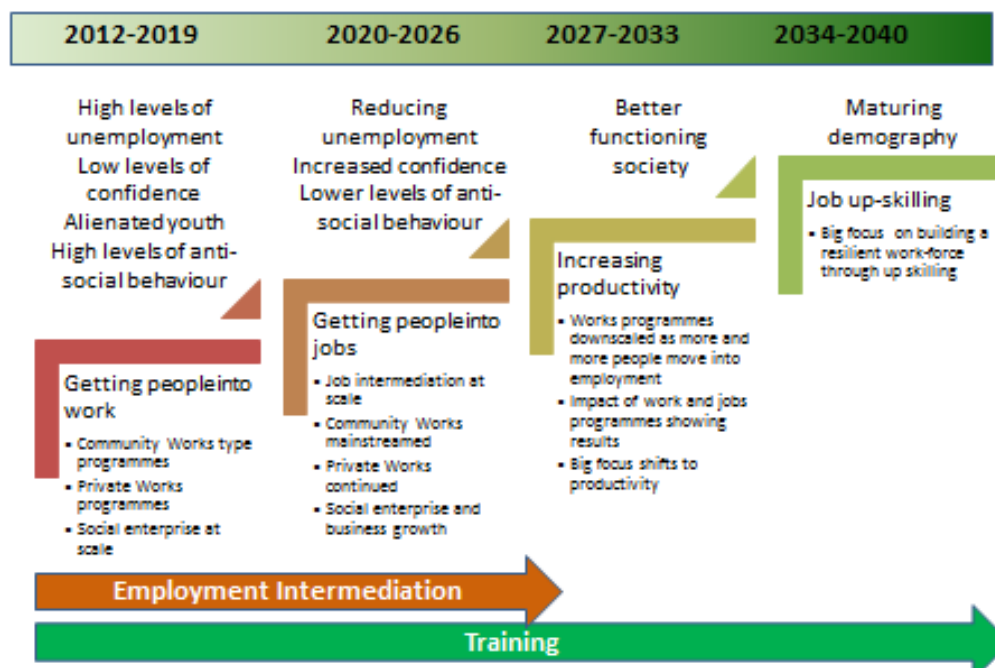 2012-2019
2020-2026
2027-2033
2034-2040
High levels of
unemployment
Low levels of
confidence
Alienated youth
High levels of anti-
social behaviour
Reducing
unemployment
Increased confidence
Lower levels of anti-
social behaviour
Better
functioning
society
Maturing
demography
Getting peopleinto
work
▪ Community Works type
programmes
▪ Private Works
programmes
▪ Social enterprise at
scale
Getting peopleinto
jobs
▪ Job intermediation at
scale
▪ Community Works
mainstreamed
▪ Private Works
continued
▪ Social enterprise and
business growth
Increasing
productivity
▪ Works programmes
downscaled as more and
more people move into
employment
▪ Impact of work and jobs
programmes showing
results
▪ Big focus shifts to
productivity
Job up-skilling
▪ Big focus on building a
resilient work-force
through up skilling
Employment Intermediation
Training